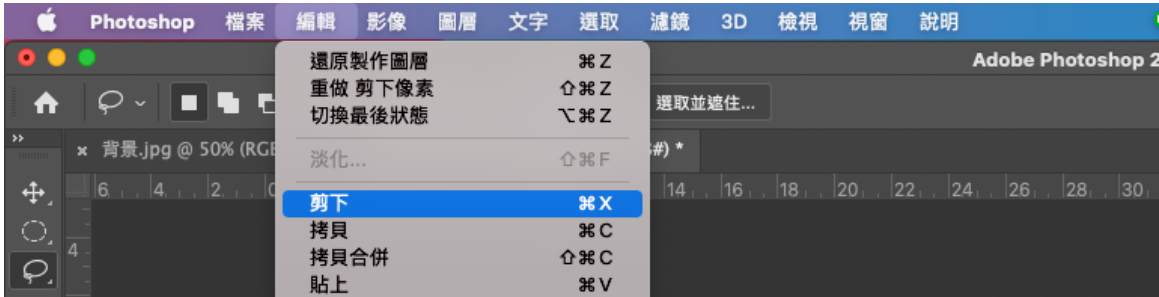 Photoshop 檔案 編輯 影像 圖層 文字 選取 濾鏡 3D 檢視 視窗 說明
Adobe Photoshop 2
還原製作圖層 ⌘Z
重做 剪下像素 ⇧⌘Z
切換最後狀態 ⌥⌘Z
選取並遮住...
× 背景.jpg @ 50% (RGB
#) *
淡化... ⇧⌘F
6 4 2 0 14 16 18 20 22 24 26 28 30
剪下 ⌘X
拷貝 ⌘C
4
拷貝合併 ⇧⌘C
貼上 ⌘V